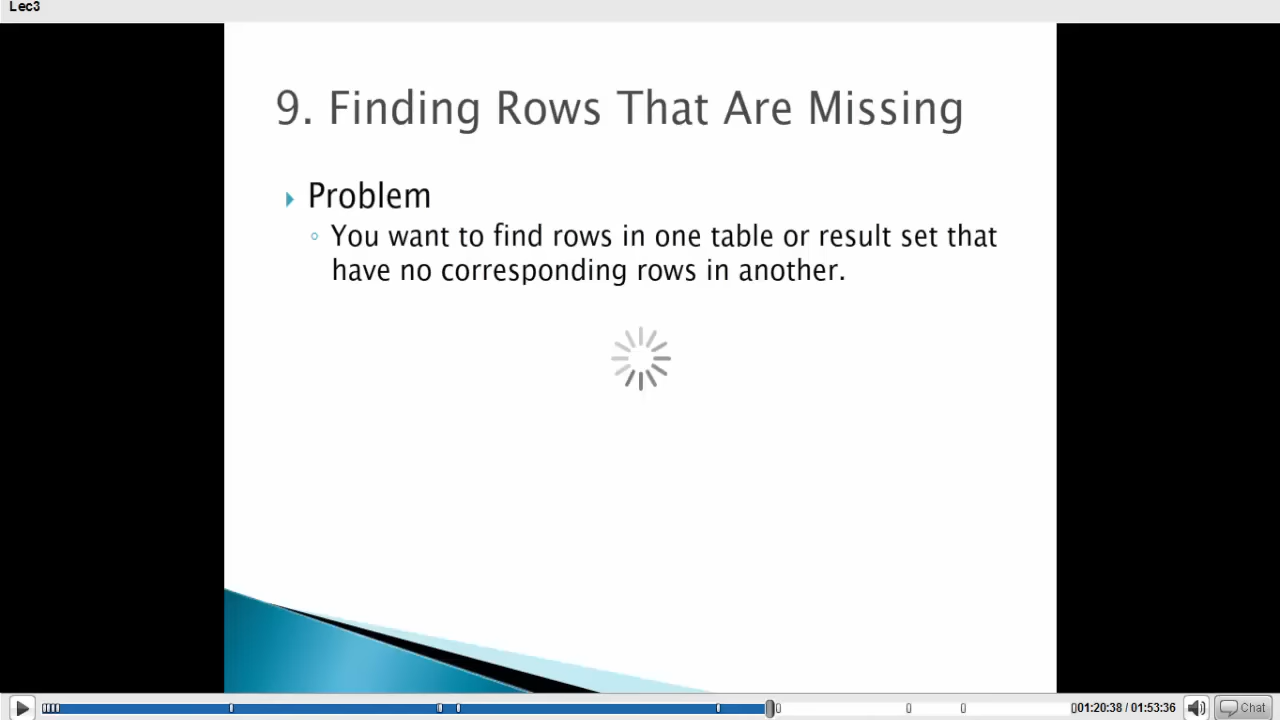 Lec3
9. Finding Rows That Are Missing
Problem
You want to find rows in one table or result set that
have no corresponding rows in another.
01:20:38 / 01:53:36
Chat